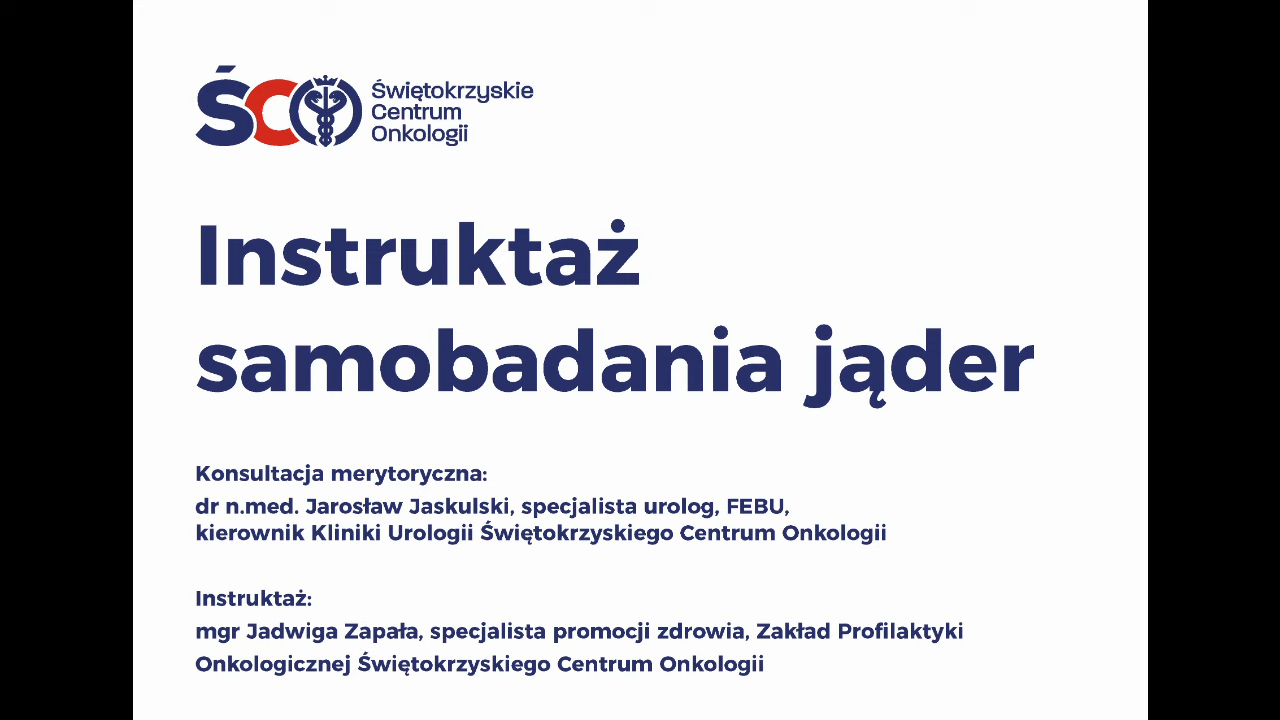 ŚCO
Świętokrzyskie
Centrum
Onkologii
Instruktaż
samobadania jąder
Konsultacja merytoryczna:
dr n.med. Jarosław Jaskulski, specjalista urolog, FEBU,
kierownik Kliniki Urologii Świętokrzyskiego Centrum Onkologii
Instruktaż:
mgr Jadwiga Zapała, specjalista promocji zdrowia, Zakład Profilaktyki
Onkologicznej Świętokrzyskiego Centrum Onkologii